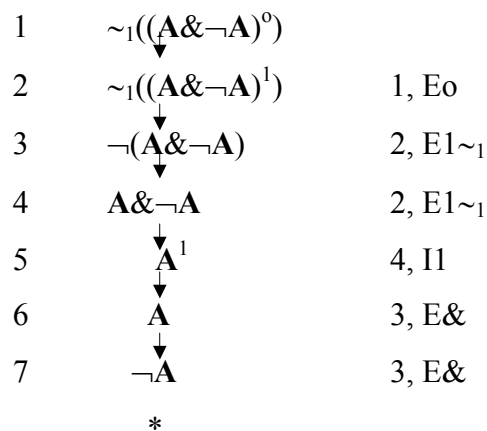 1 ∼₁((A&¬A)ᵒ)
2 ∼₁((A&¬A)¹) 1, Eo
3 ¬(A&¬A) 2, E1∼₁
4 A&¬A 2, E1∼₁
5 A¹ 4, I1
6 A 3, E&
7 ¬A 3, E&
*